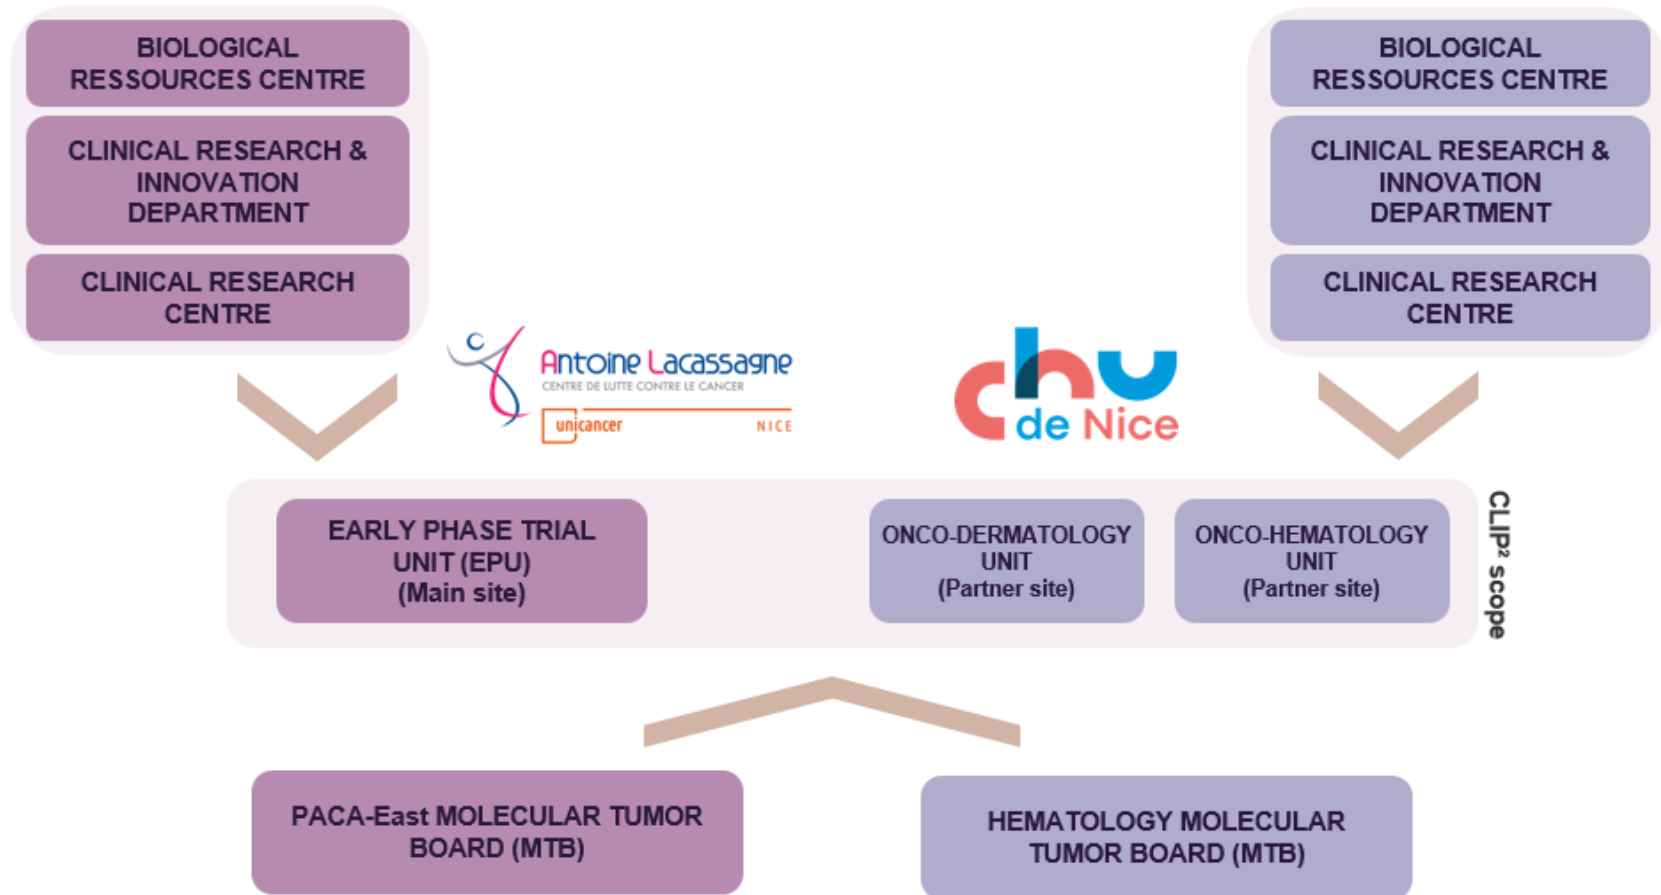 BIOLOGICAL
RESSOURCES CENTRE
CLINICAL RESEARCH &
INNOVATION
DEPARTMENT
CLINICAL RESEARCH
CENTRE
BIOLOGICAL
RESSOURCES CENTRE
CLINICAL RESEARCH &
INNOVATION
DEPARTMENT
CLINICAL RESEARCH
CENTRE
Antoine Lacassagne
CENTRE DE LUTTE CONTRE LE CANCER
unicancer NICE
chu
de Nice
EARLY PHASE TRIAL
UNIT (EPU)
(Main site)
ONCO-DERMATOLOGY
UNIT
(Partner site)
ONCO-HEMATOLOGY
UNIT
(Partner site)
CLIP² scope
PACA-East MOLECULAR TUMOR
BOARD (MTB)
HEMATOLOGY MOLECULAR
TUMOR BOARD (MTB)